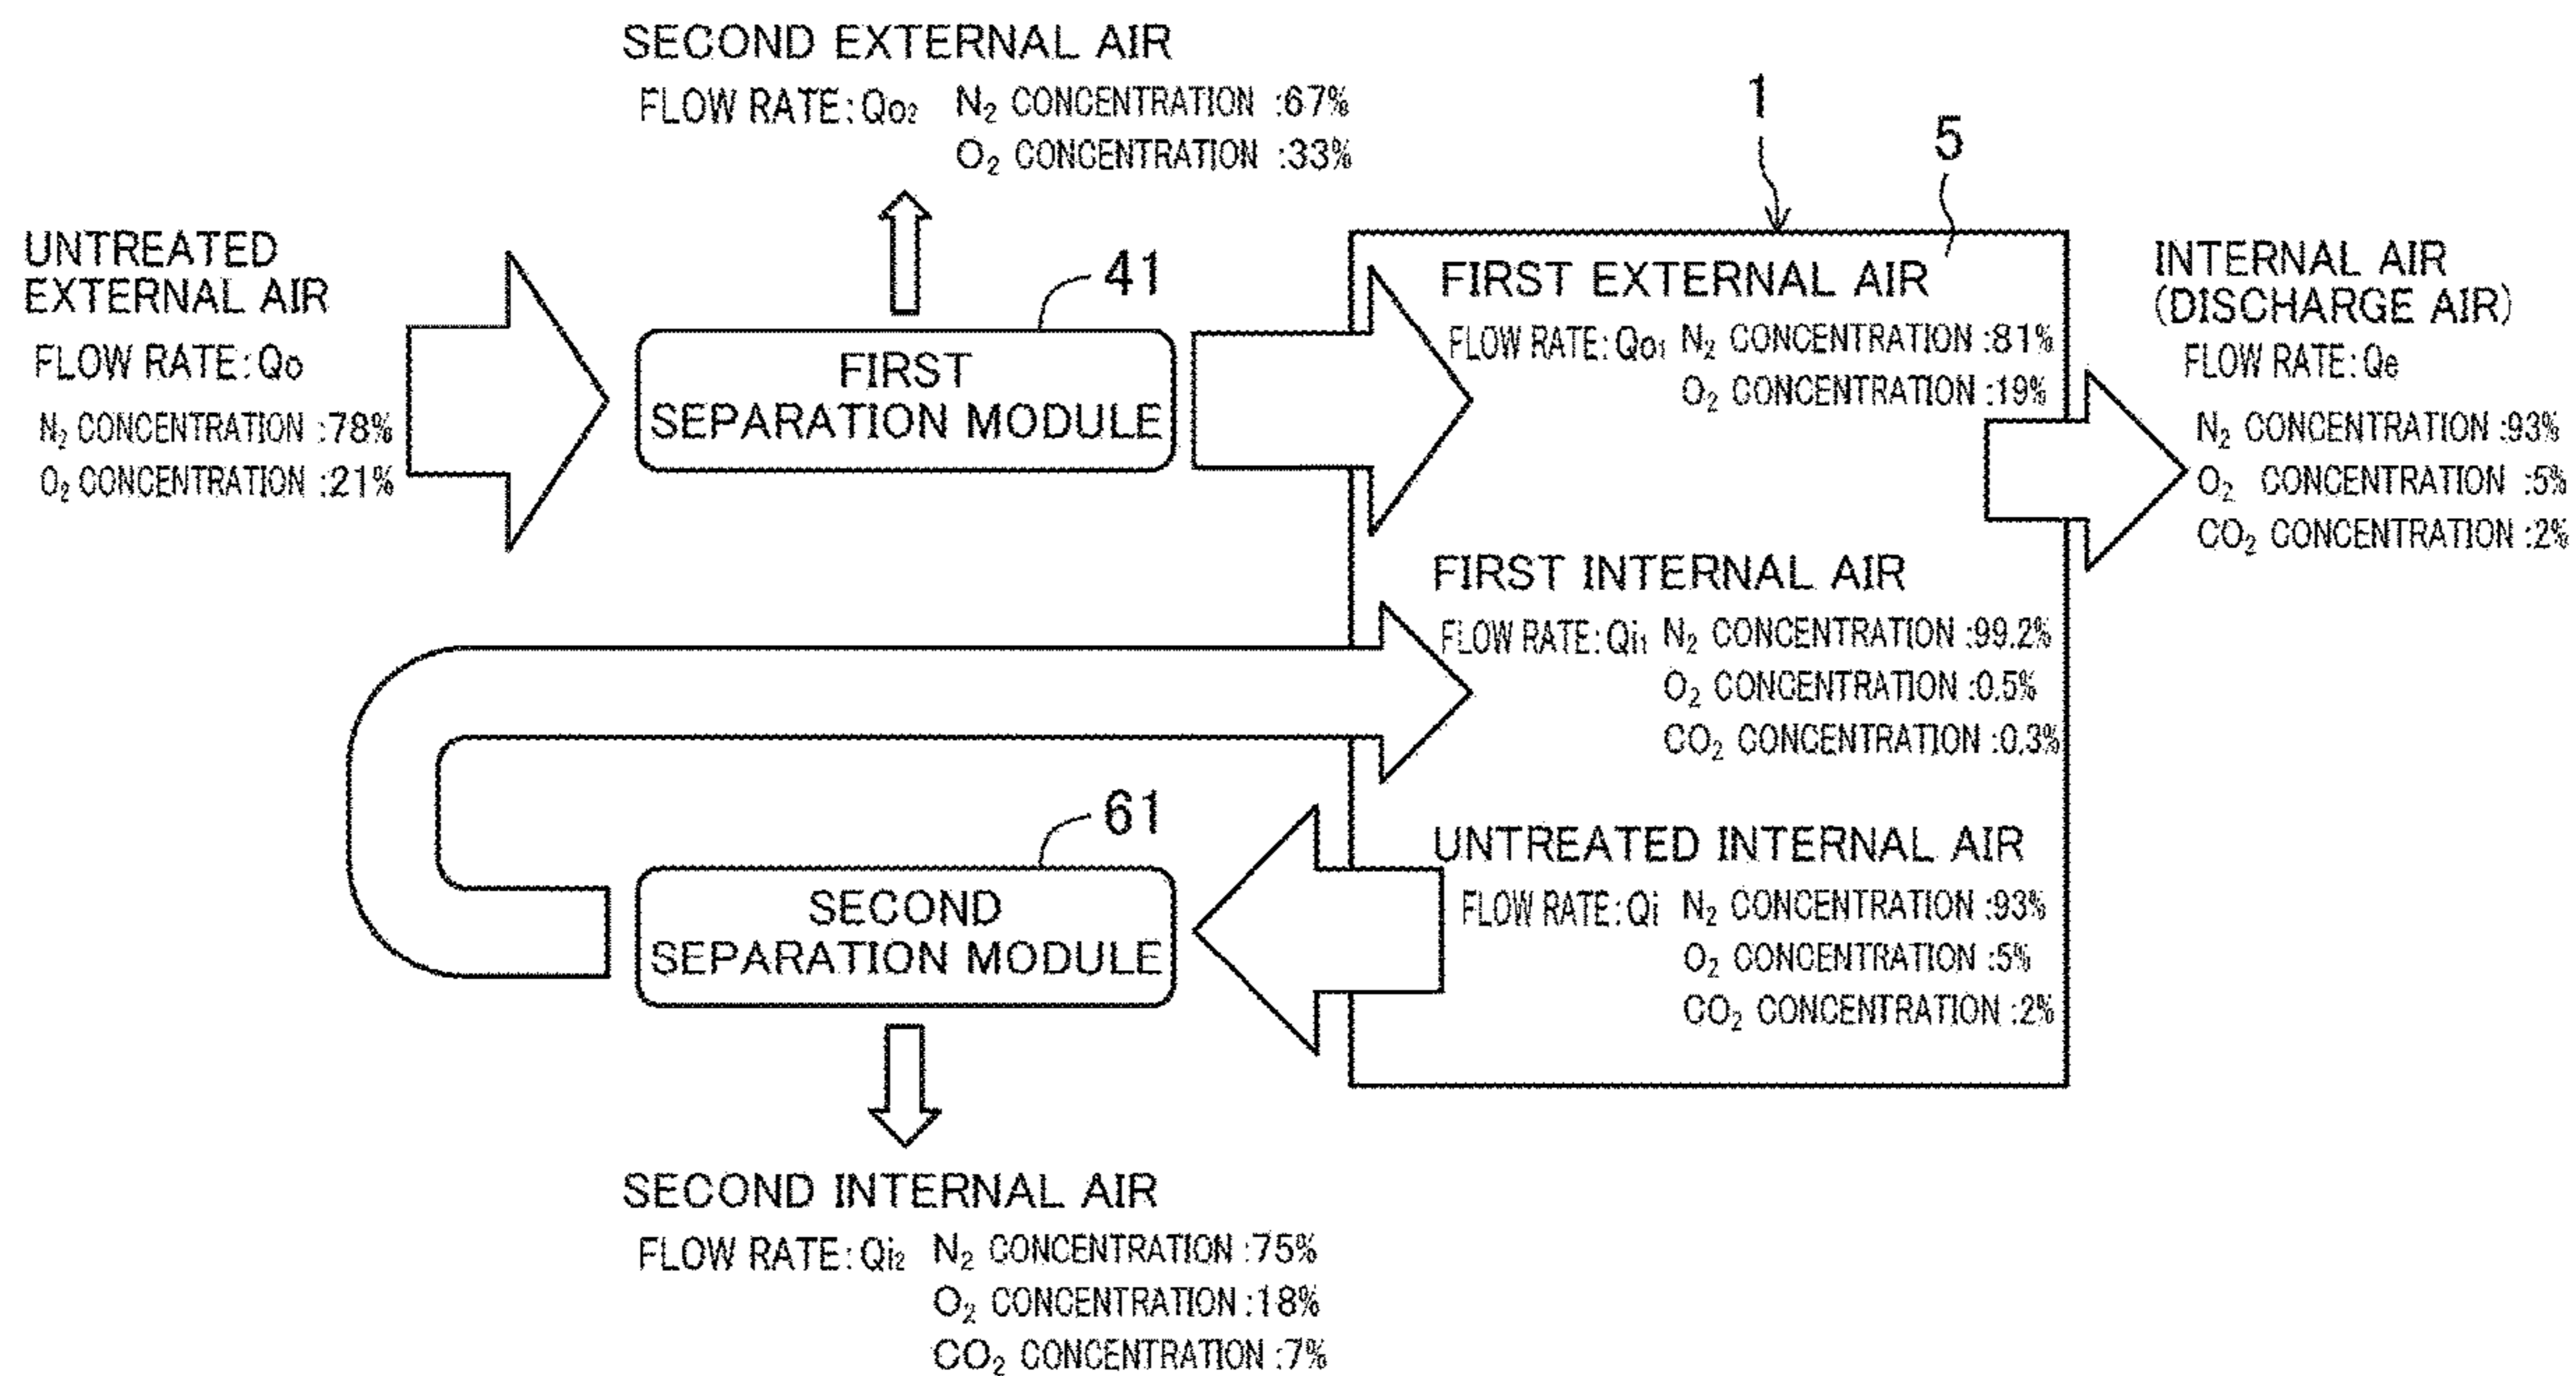 SECOND EXTERNAL AIR
FLOW RATE: Qo₂ N₂ CONCENTRATION :67%
O₂ CONCENTRATION :33%
1
5
UNTREATED
EXTERNAL AIR
FLOW RATE: Qo
N₂ CONCENTRATION :78%
O₂ CONCENTRATION :21%
41
FIRST
SEPARATION MODULE
FIRST EXTERNAL AIR
FLOW RATE: Qo₁ N₂ CONCENTRATION :81%
O₂ CONCENTRATION :19%
INTERNAL AIR
(DISCHARGE AIR)
FLOW RATE: Qe
N₂ CONCENTRATION :93%
O₂ CONCENTRATION :5%
CO₂ CONCENTRATION :2%
FIRST INTERNAL AIR
FLOW RATE: Qi₁ N₂ CONCENTRATION :99.2%
O₂ CONCENTRATION :0.5%
CO₂ CONCENTRATION :0.3%
61
SECOND
SEPARATION MODULE
UNTREATED INTERNAL AIR
FLOW RATE: Qi N₂ CONCENTRATION :93%
O₂ CONCENTRATION :5%
CO₂ CONCENTRATION :2%
SECOND INTERNAL AIR
FLOW RATE: Qi₂ N₂ CONCENTRATION :75%
O₂ CONCENTRATION :18%
CO₂ CONCENTRATION :7%